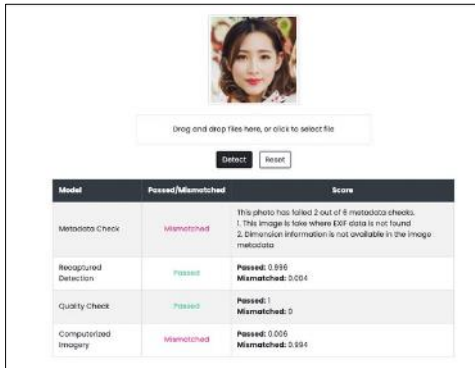 Drag and drop files here, or click to select file
Detect Reset
Model Passed/Mismatched Score
Metadata Check Mismatched This photo has failed 2 out of 6 metadata checks.
1. This image is fake where EXIF data is not found
2. Dimension information is not available in the image
metadata
Recaptured
Detection Passed Passed: 0.996
Mismatched: 0.004
Quality Check Passed Passed: 1
Mismatched: 0
Computerized
Imagery Mismatched Passed: 0.006
Mismatched: 0.994